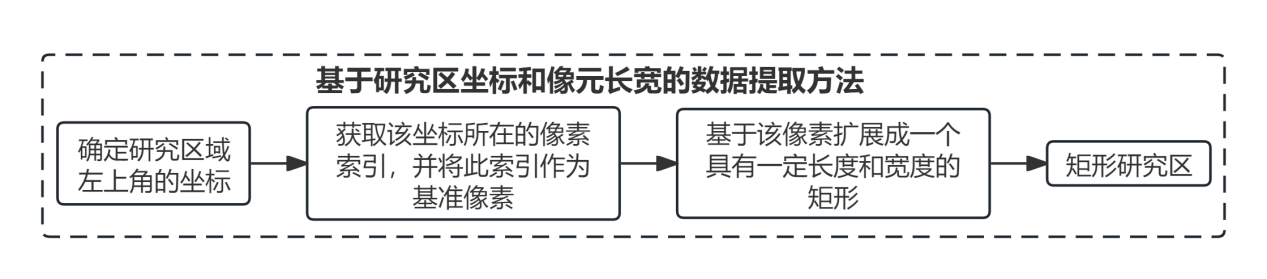 基于研究区坐标和像元长宽的数据提取方法
确定研究区域
左上角的坐标
获取该坐标所在的像素
索引，并将此索引作为
基准像素
基于该像素扩展成一个
具有一定长度和宽度的
矩形
矩形研究区